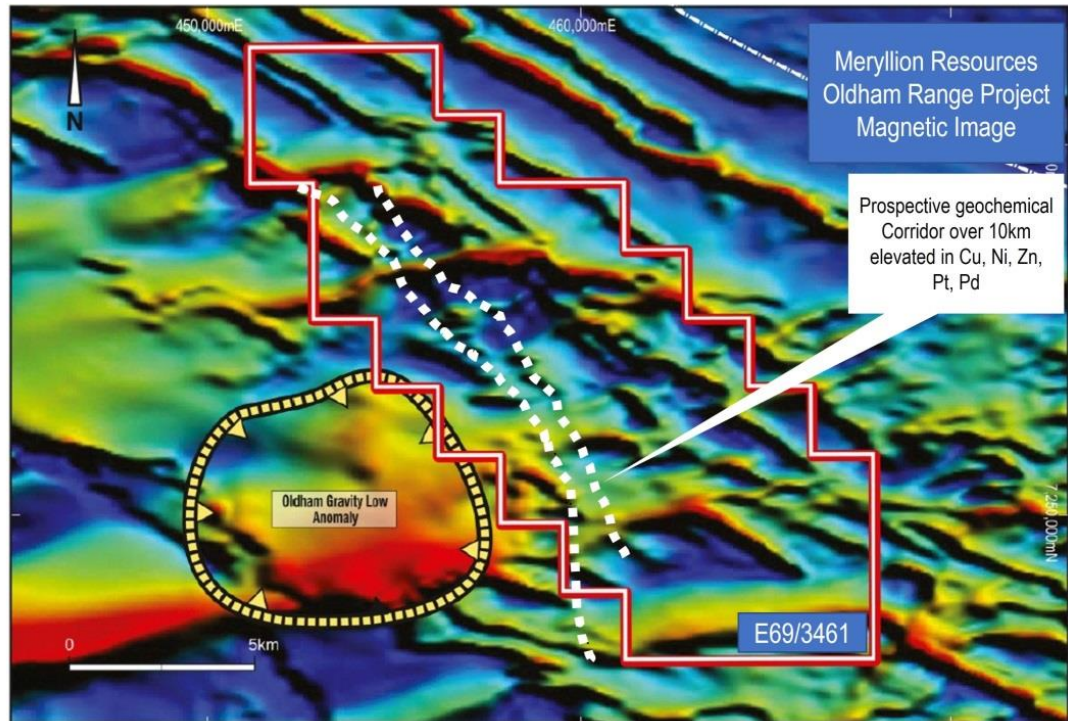 450,000mE
460,000mE
N
Meryllion Resources
Oldham Range Project
Magnetic Image
Prospective geochemical
Corridor over 10km
elevated in Cu, Ni, Zn,
Pt, Pd
Oldham Gravity Low
Anomaly
7,250,000mN
0
5km
E69/3461